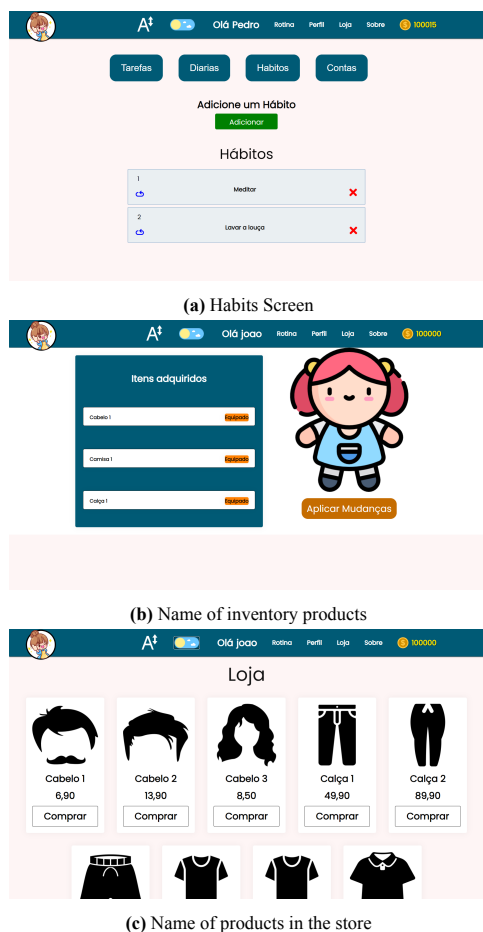 A Olá Pedro Rotina Perfil Loja Sobre 100015
Tarefas Diarias Habitos Contas
Adicione um Hábito
Adicionar
Hábitos
1
Meditar
2
Lavar a louça
(a) Habits Screen
A Olá joao Rotina Perfil Loja Sobre 100000
Itens adquiridos
Cabelo 1 Equipado
Camisa 1 Equipado
Calça 1 Equipado
Aplicar Mudanças
(b) Name of inventory products
A Olá joao Rotina Perfil Loja Sobre 100000
Loja
Cabelo 1 Cabelo 2 Cabelo 3 Calça 1 Calça 2
6,90 13,90 8,50 49,90 89,90
Comprar Comprar Comprar Comprar Comprar
(c) Name of products in the store